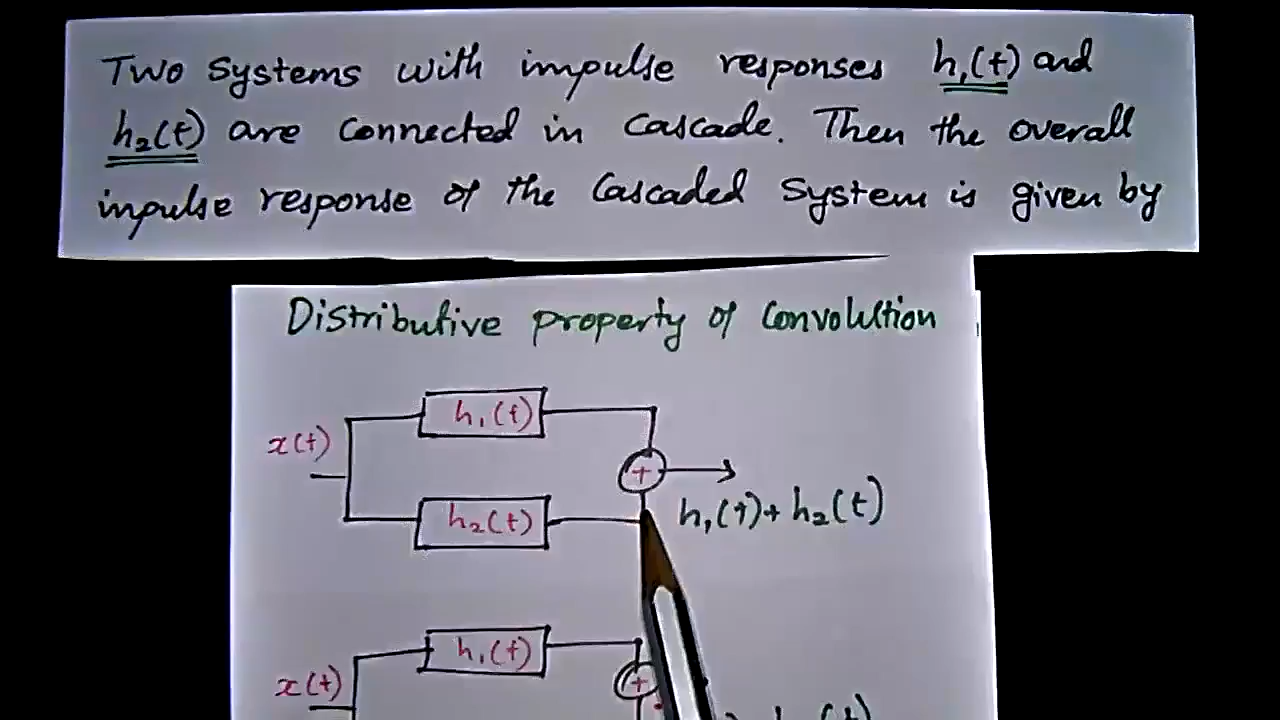 Two Systems with impulse responses h₁(t) and
h₂(t) are connected in cascade. Then the overall
impulse response of the Cascaded System is given by
Distributive property of Convolution
h₁(t)
x(t)
+
h₂(t)
h₁(t)+ h₂(t)
h₁(t)
x(t)
+